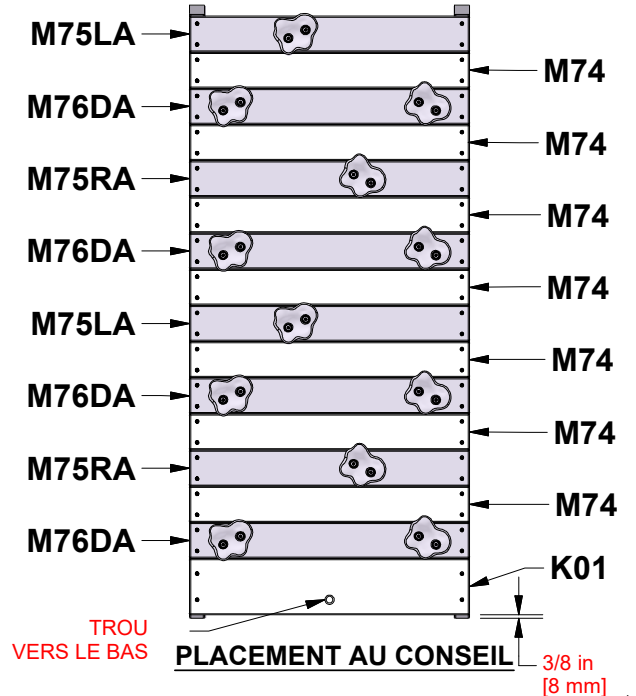 M75LA
M74
M76DA
M74
M75RA
M74
M76DA
M74
M75LA
M74
M76DA
M74
M75RA
M74
M76DA
K01
TROU
VERS LE BAS
PLACEMENT AU CONSEIL
3/8 in
[8 mm]